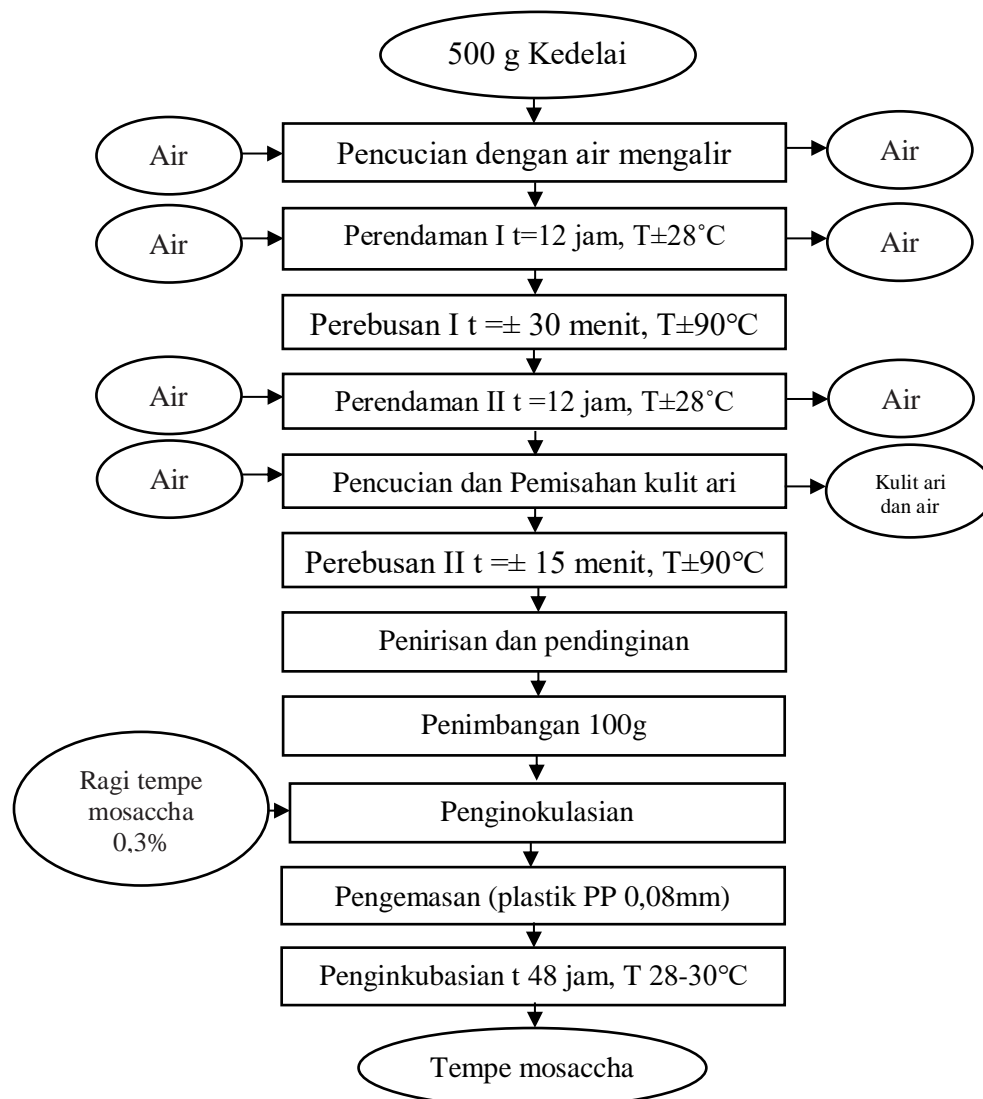 500 g Kedelai
Air
Pencucian dengan air mengalir
Air
Air
Perendaman I t=12 jam, T±28˚C
Air
Perebusan I t =± 30 menit, T±90°C
Air
Perendaman II t =12 jam, T±28˚C
Air
Air
Pencucian dan Pemisahan kulit ari
Kulit ari
dan air
Perebusan II t =± 15 menit, T±90°C
Penirisan dan pendinginan
Penimbangan 100g
Ragi tempe
mosaccha
0,3%
Penginokulasian
Pengemasan (plastik PP 0,08mm)
Penginkubasian t 48 jam, T 28-30°C
Tempe mosaccha